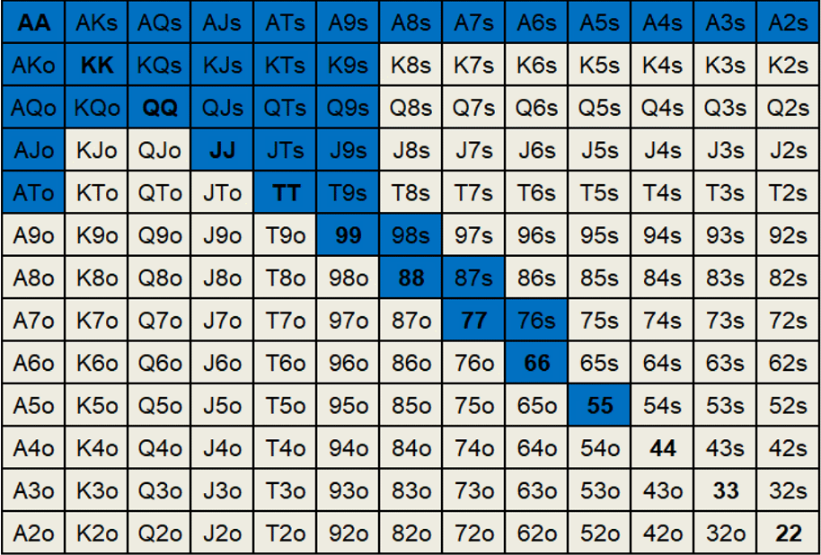 AA AKs AQs AJs ATs A9s A8s A7s A6s A5s A4s A3s A2s
AKo KK KQs KJs KTs K9s K8s K7s K6s K5s K4s K3s K2s
AQo KQo QQ QJs QTs Q9s Q8s Q7s Q6s Q5s Q4s Q3s Q2s
AJo KJo QJo JJ JTs J9s J8s J7s J6s J5s J4s J3s J2s
ATo KTo QTo JTo TT T9s T8s T7s T6s T5s T4s T3s T2s
A9o K9o Q9o J9o T9o 99 98s 97s 96s 95s 94s 93s 92s
A8o K8o Q8o J8o T8o 98o 88 87s 86s 85s 84s 83s 82s
A7o K7o Q7o J7o T7o 97o 87o 77 76s 75s 74s 73s 72s
A6o K6o Q6o J6o T6o 96o 86o 76o 66 65s 64s 63s 62s
A5o K5o Q5o J5o T5o 95o 85o 75o 65o 55 54s 53s 52s
A4o K4o Q4o J4o T4o 94o 84o 74o 64o 54o 44 43s 42s
A3o K3o Q3o J3o T3o 93o 83o 73o 63o 53o 43o 33 32s
A2o K2o Q2o J2o T2o 92o 82o 72o 62o 52o 42o 32o 22